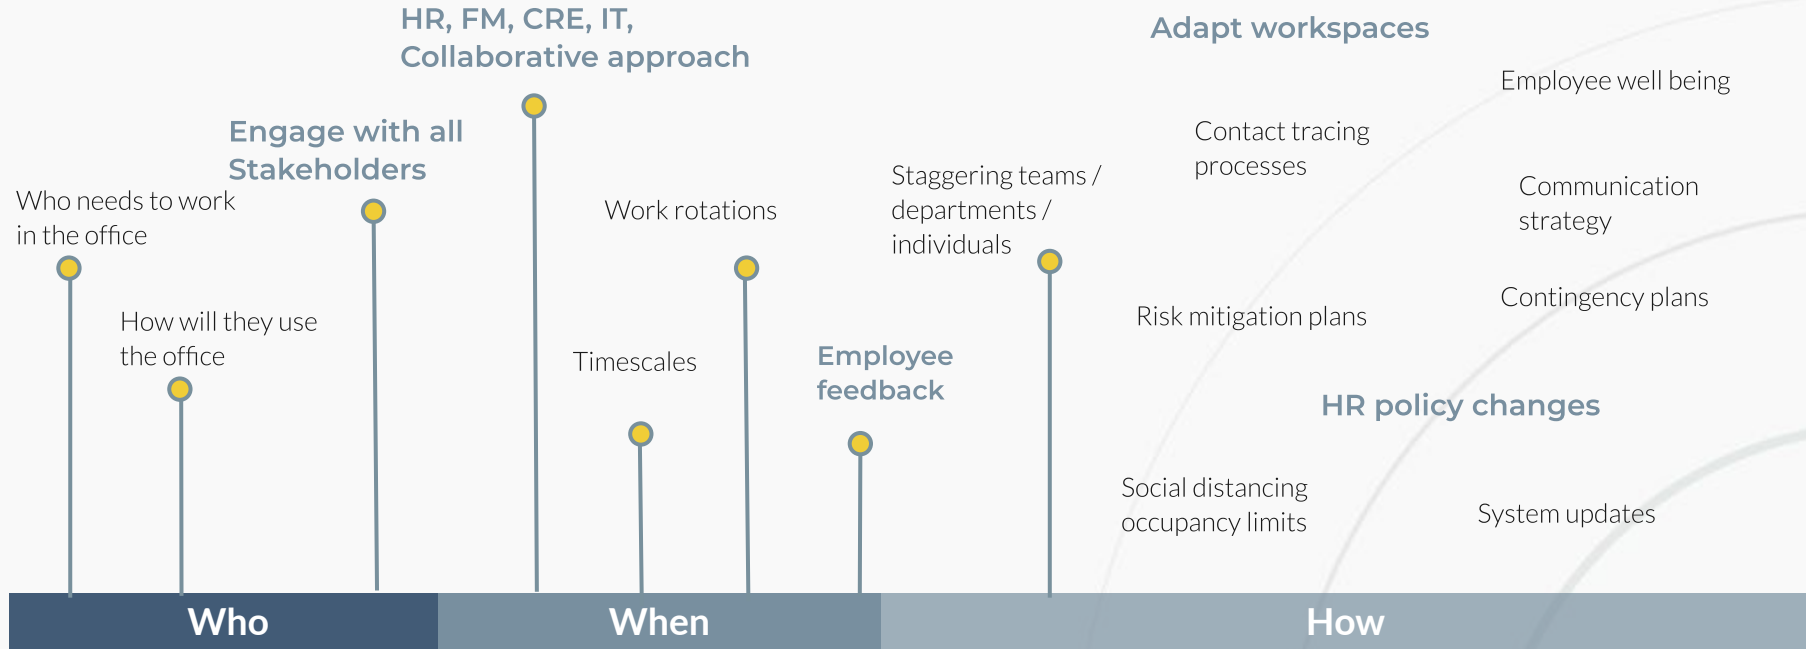 HR, FM, CRE, IT,
Collaborative approach
Engage with all
Stakeholders
Who needs to work
in the office
How will they use
the office
Work rotations
Timescales
Employee
feedback
Staggering teams /
departments /
individuals
Adapt workspaces
Employee well being
Contact tracing
processes
Communication
strategy
Contingency plans
Risk mitigation plans
HR policy changes
Social distancing
occupancy limits
System updates
Who
When
How